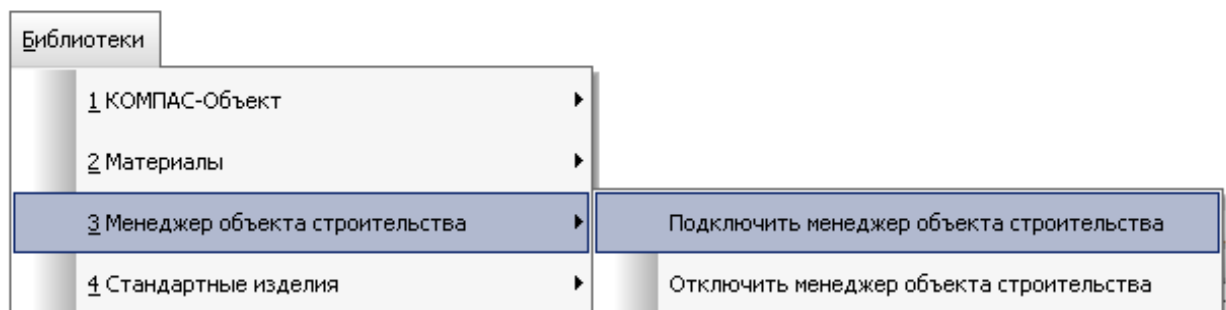 Библиотеки
1 КОМПАС-Объект
2 Материалы
3 Менеджер объекта строительства
Подключить менеджер объекта строительства
4 Стандартные изделия
Отключить менеджер объекта строительства